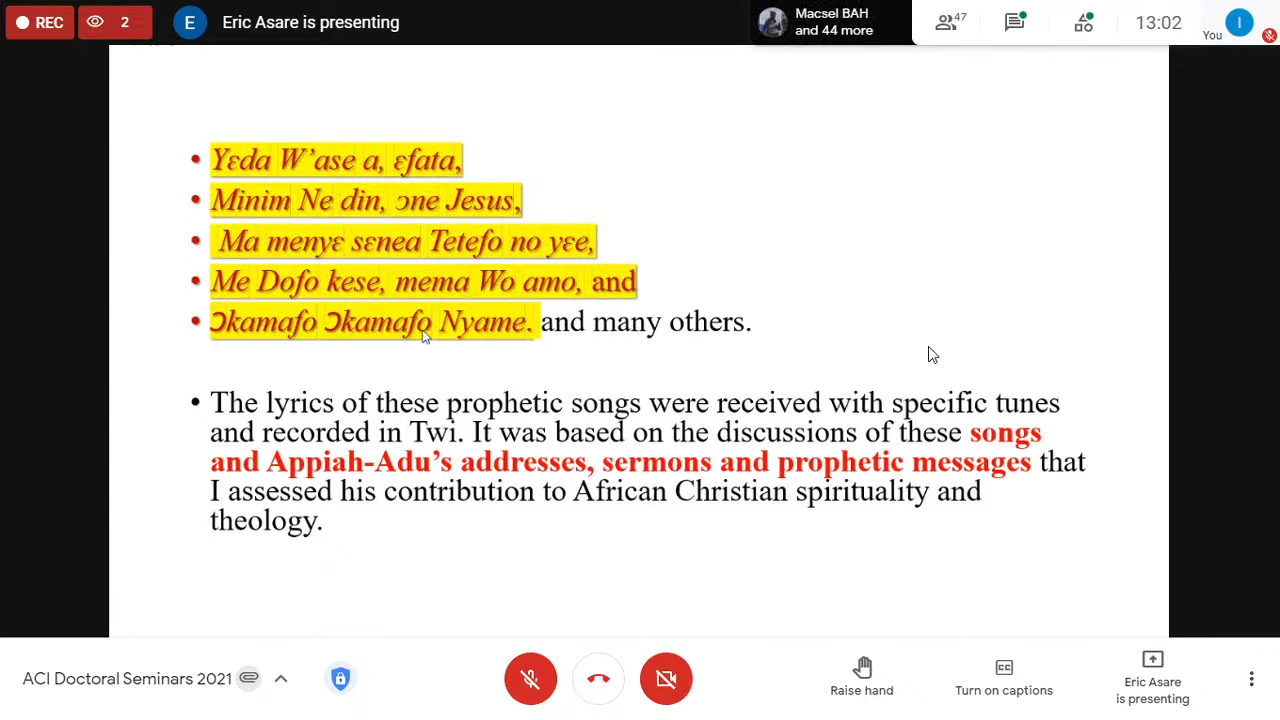 REC
2
E
Eric Asare is presenting
Macsel BAH
and 44 more
47
13:02
You
I
• Yɛda W’ase a, ɛfata,
• Minim Ne din, ɔne Jesus,
• Ma menyɛ sɛnea Tetefo no yɛe,
• Me Dofo kese, mema Wo amo, and
• Ɔkamafo Ɔkamafo Nyame. and many others.
• The lyrics of these prophetic songs were received with specific tunes
and recorded in Twi. It was based on the discussions of these songs
and Appiah-Adu’s addresses, sermons and prophetic messages that
I assessed his contribution to African Christian spirituality and
theology.
ACI Doctoral Seminars 2021
Raise hand
Turn on captions
Eric Asare
is presenting